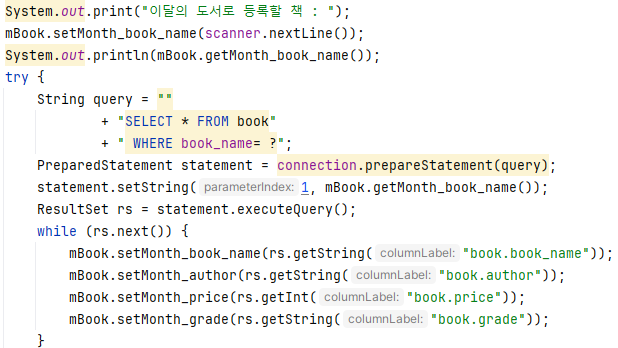 System.out.print("이달의 도서로 등록할 책 : ");
mBook.setMonth_book_name(scanner.nextLine());
System.out.println(mBook.getMonth_book_name());
try {
String query = ""
+ "SELECT * FROM book"
+ " WHERE book_name= ?";
PreparedStatement statement = connection.prepareStatement(query);
statement.setString( parameterIndex: 1, mBook.getMonth_book_name());
ResultSet rs = statement.executeQuery();
while (rs.next()) {
mBook.setMonth_book_name(rs.getString( columnLabel: "book.book_name"));
mBook.setMonth_author(rs.getString( columnLabel: "book.author"));
mBook.setMonth_price(rs.getInt( columnLabel: "book.price"));
mBook.setMonth_grade(rs.getString( columnLabel: "book.grade"));
}